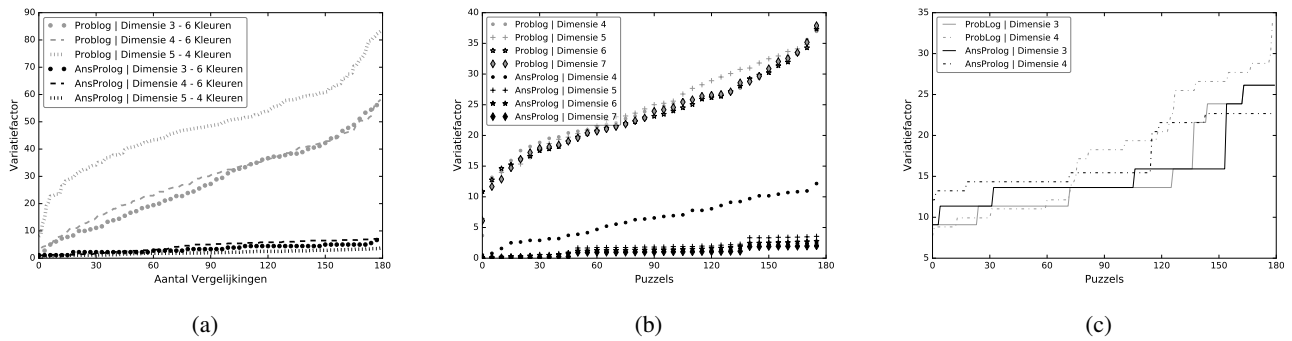 90
80
70
60
50
40
30
20
10
0
Variatiefactor
Problog | Dimensie 3 - 6 Kleuren
Problog | Dimensie 4 - 6 Kleuren
Problog | Dimensie 5 - 4 Kleuren
AnsProlog | Dimensie 3 - 6 Kleuren
AnsProlog | Dimensie 4 - 6 Kleuren
AnsProlog | Dimensie 5 - 4 Kleuren
0 30 60 90 120 150 180
Aantal Vergelijkingen
(a)
40
35
30
25
20
15
10
5
0
Variatiefactor
Problog | Dimensie 4
Problog | Dimensie 5
Problog | Dimensie 6
Problog | Dimensie 7
AnsProlog | Dimensie 4
AnsProlog | Dimensie 5
AnsProlog | Dimensie 6
AnsProlog | Dimensie 7
0 30 60 90 120 150 180
Puzzels
(b)
35
30
25
20
15
10
5
Variatiefactor
ProbLog | Dimensie 3
ProbLog | Dimensie 4
AnsProlog | Dimensie 3
AnsProlog | Dimensie 4
0 30 60 90 120 150 180
Puzzels
(c)